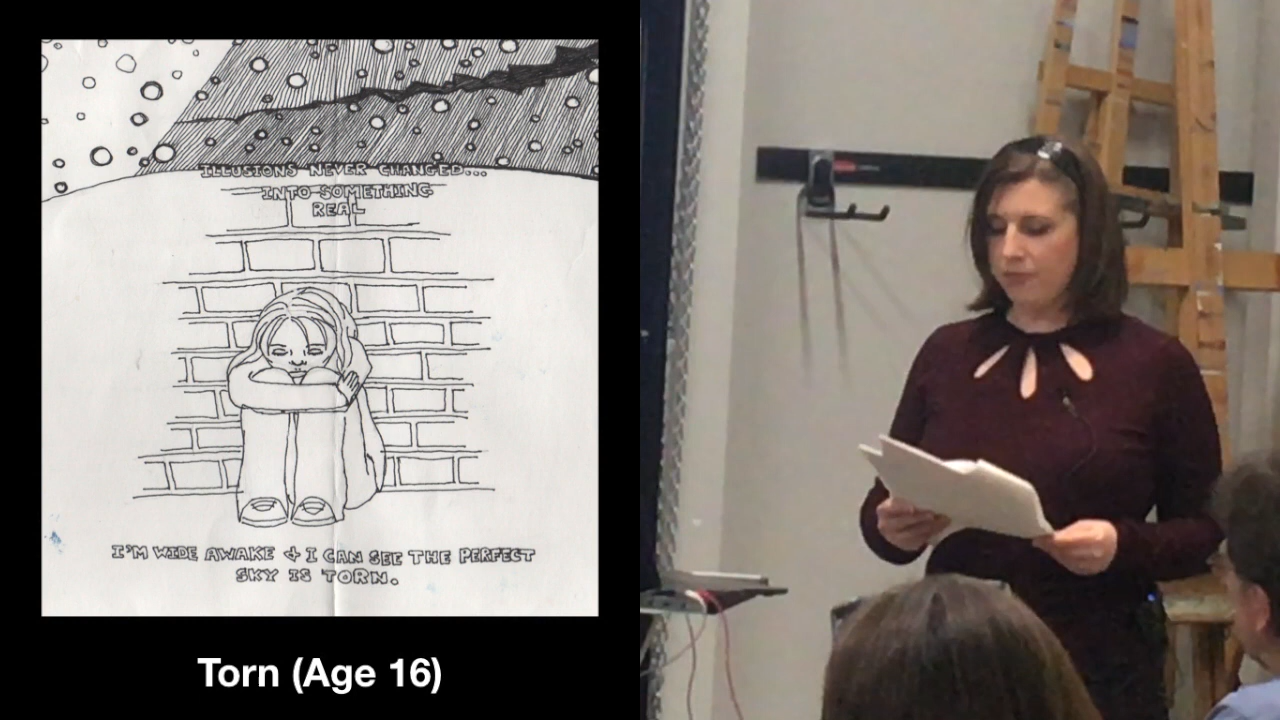 ILLUSIONS NEVER CHANGED...
INTO SOMETHING
REAL
I'M WIDE AWAKE & I CAN SEE THE PERFECT
SKY IS TORN.
Torn (Age 16)